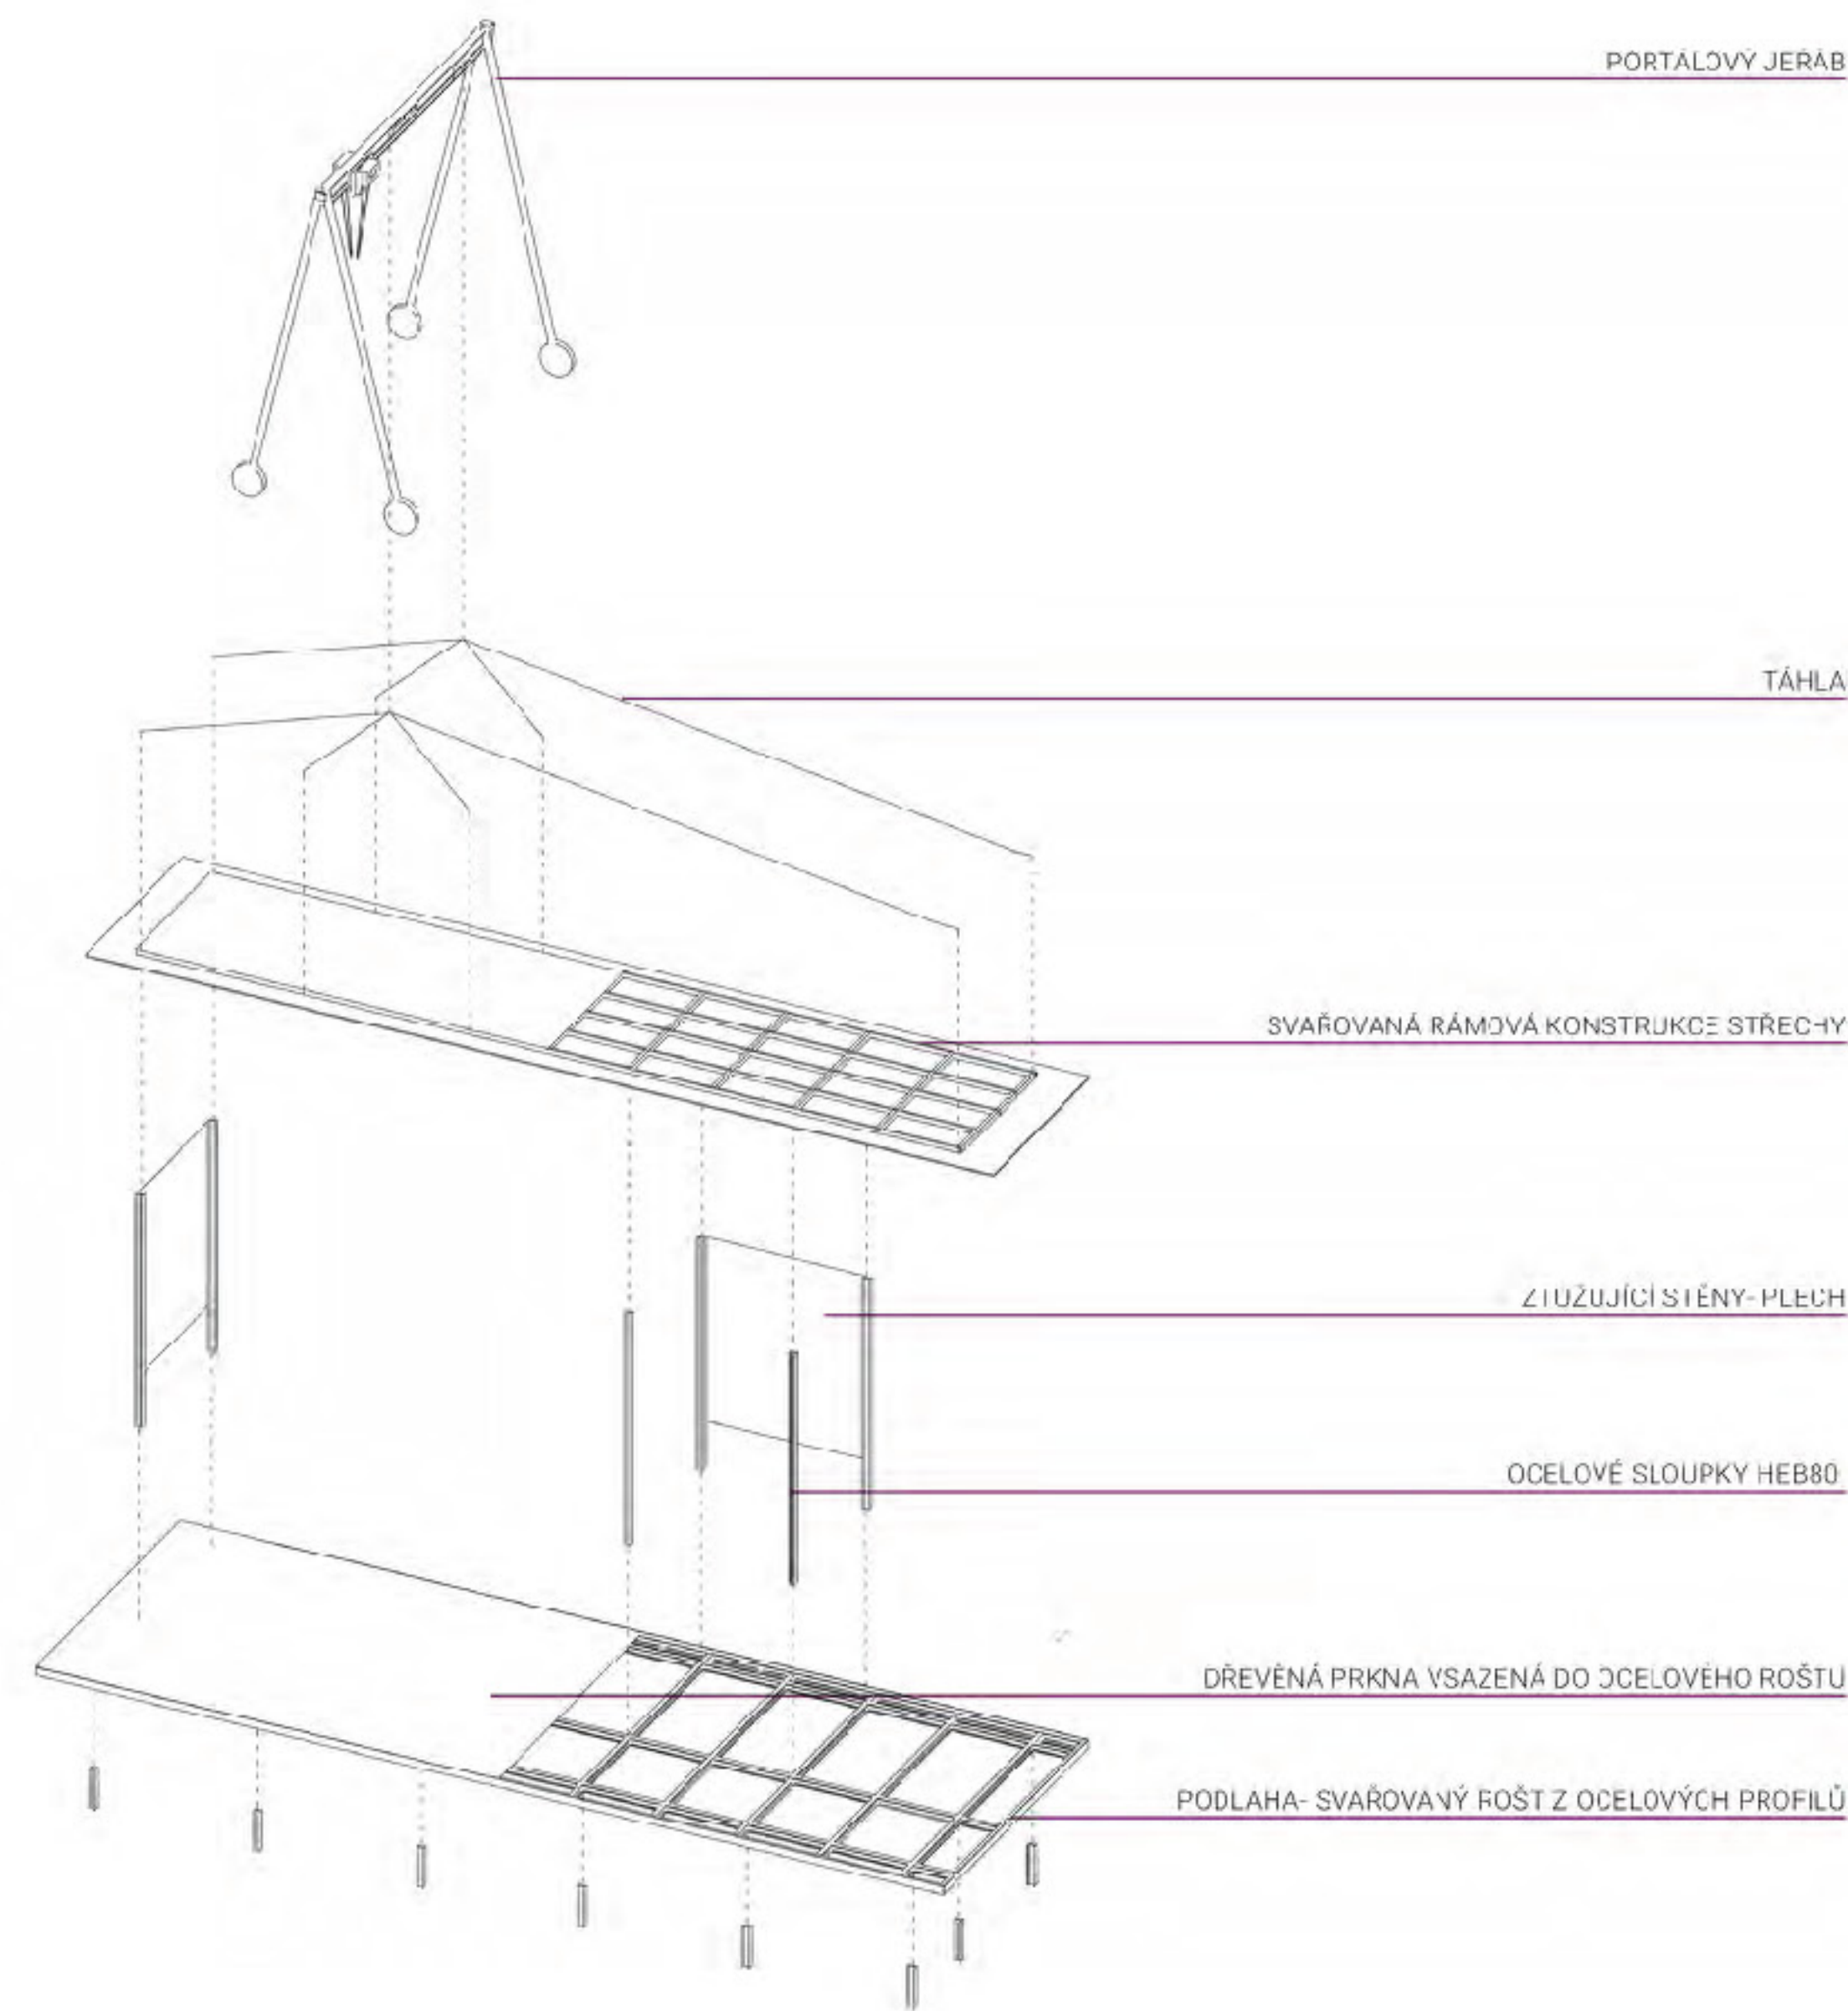 PORTÁLOVÝ JEŘÁB
TÁHLA
SVAŘOVANÁ RÁMOVÁ KONSTRUKCE STŘECHY
ZTUŽUJÍCÍ STĚNY- PLECH
OCELOVÉ SLOUPKY HEB80
DŘEVĚNÁ PRKNA VSAZENÁ DO OCELOVÉHO ROŠTU
PODLAHA- SVAŘOVANÝ ROŠT Z OCELOVÝCH PROFILŮ